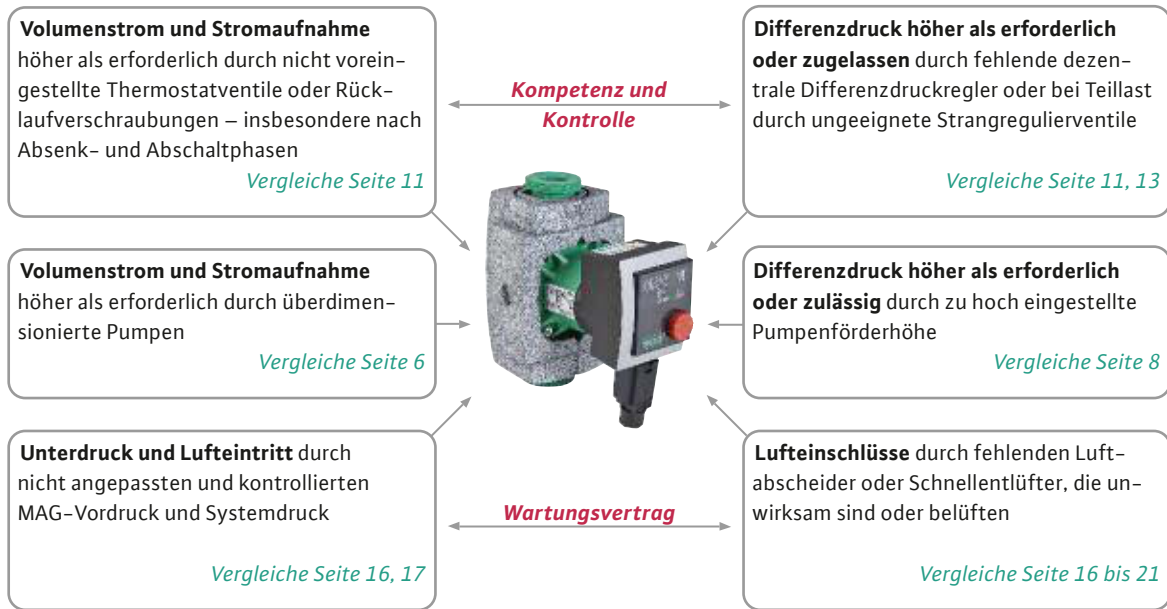 Volumenstrom und Stromaufnahme
höher als erforderlich durch nicht vorein-
gestellte Thermostatventile oder Rück-
laufverschraubungen – insbesondere nach
Absenk- und Abschaltphasen
Vergleiche Seite 11
Kompetenz und
Kontrolle
Differenzdruck höher als erforderlich
oder zugelassen durch fehlende dezen-
trale Differenzdruckregler oder bei Teillast
durch ungeeignete Strangregulierventile
Vergleiche Seite 11, 13
Volumenstrom und Stromaufnahme
höher als erforderlich durch überdimen-
sionierte Pumpen
Vergleiche Seite 6
Differenzdruck höher als erforderlich
oder zulässig durch zu hoch eingestellte
Pumpenförderhöhe
Vergleiche Seite 8
Unterdruck und Lufteintritt durch
nicht angepassten und kontrollierten
MAG-Vordruck und Systemdruck
Vergleiche Seite 16, 17
Wartungsvertrag
Lufteinschlüsse durch fehlenden Luft-
abscheider oder Schnellentlüfter, die un-
wirksam sind oder belüften
Vergleiche Seite 16 bis 21